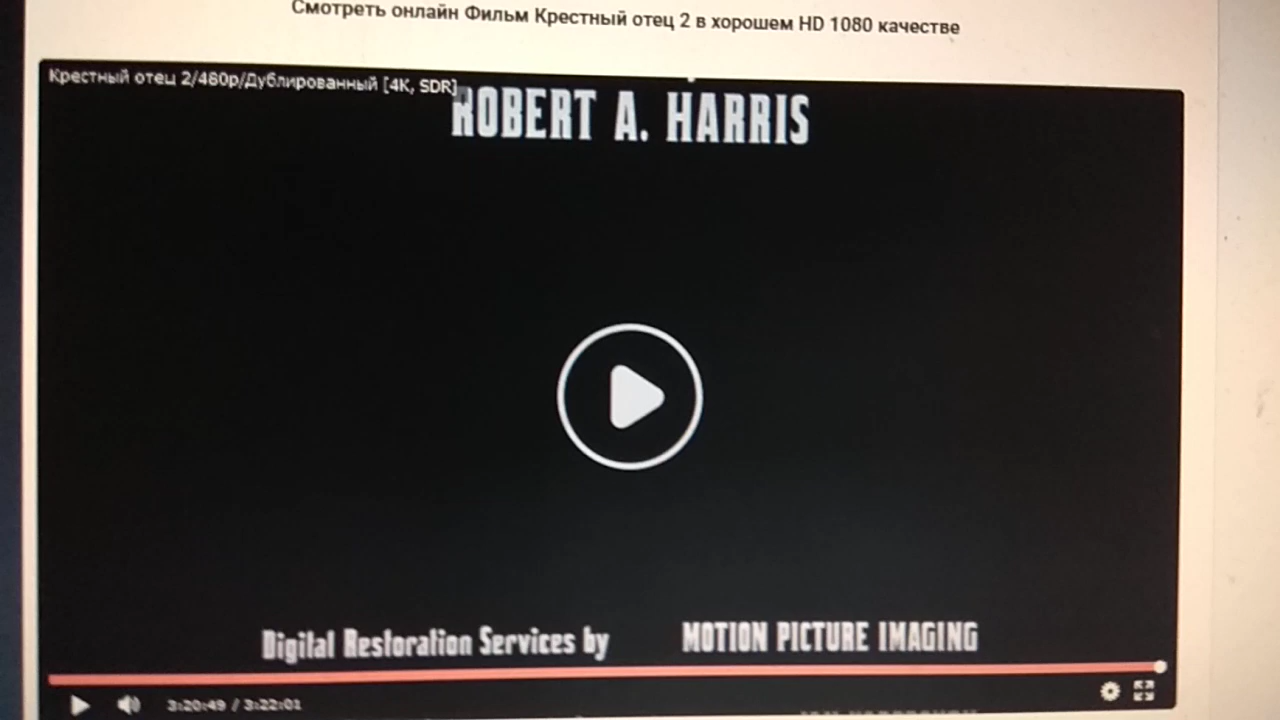 Смотреть онлайн Фильм Крестный отец 2 в хорошем HD 1080 качестве
Крестный отец 2/480p/Дублированный [4K, SDR]
ROBERT A. HARRIS
Digital Restoration Services by MOTION PICTURE IMAGING
3:20:49 / 3:22:01